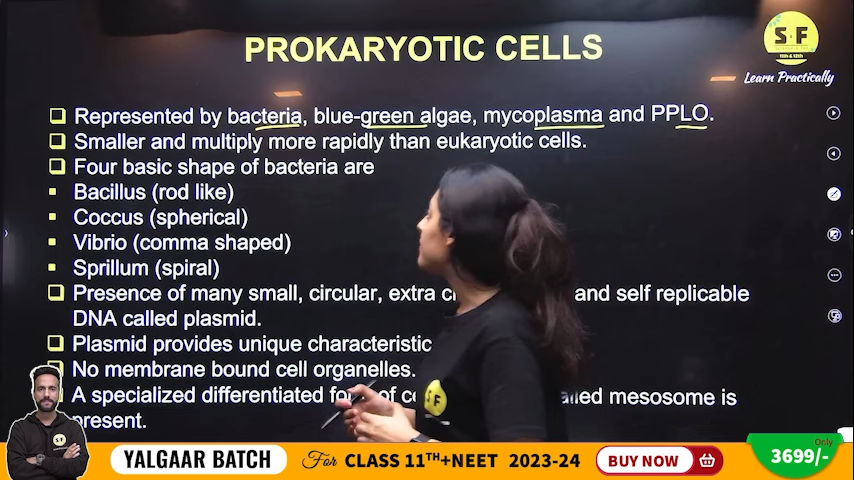 PROKARYOTIC CELLS
S F
11th & 12th
Learn Practically
Represented by bacteria, blue-green algae, mycoplasma and PPLO.
Smaller and multiply more rapidly than eukaryotic cells.
Four basic shape of bacteria are
Bacillus (rod like)
Coccus (spherical)
Vibrio (comma shaped)
Sprillum (spiral)
Presence of many small, circular, extra and self replicable
DNA called plasmid.
Plasmid provides unique characteristic
No membrane bound cell organelles.
A specialized differentiated of mesosome is
present.
S F
YALGAAR BATCH For CLASS 11TH+NEET 2023-24 BUY NOW Only 3699/-